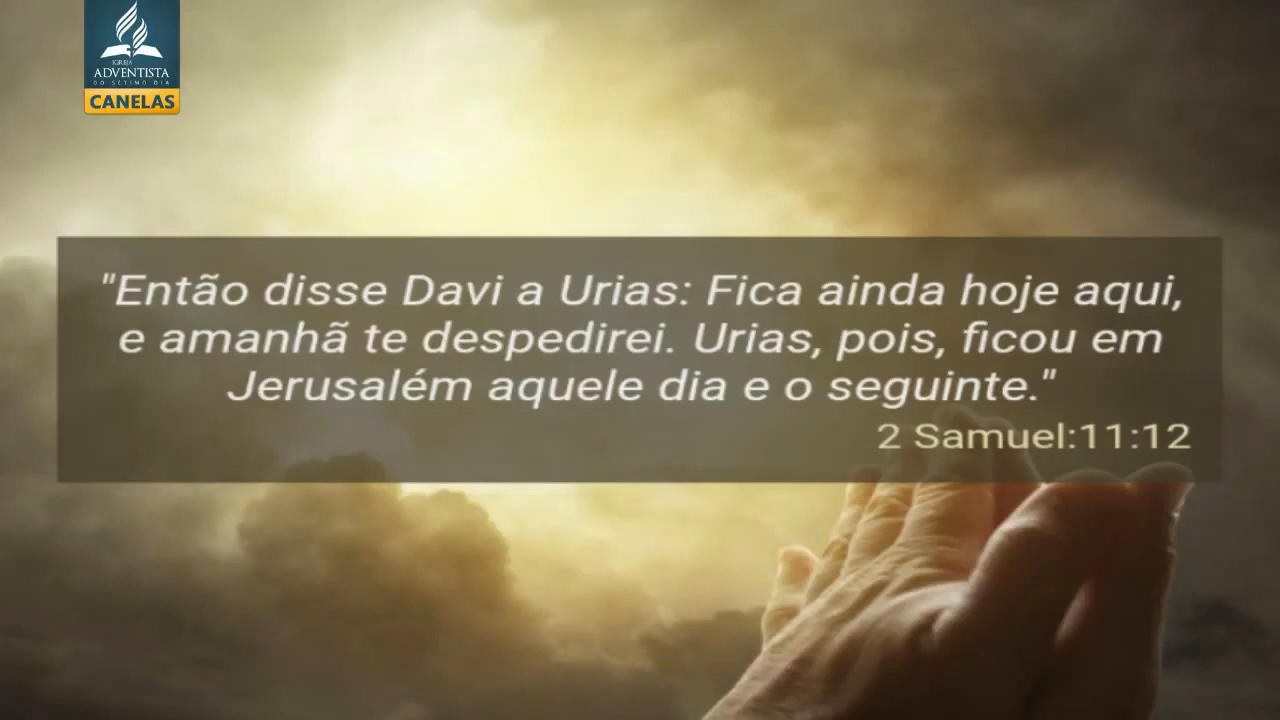 IGREJA
ADVENTISTA
DO SÉTIMO DIA
CANELAS
"Então disse Davi a Urias: Fica ainda hoje aqui,
e amanhã te despedirei. Urias, pois, ficou em
Jerusalém aquele dia e o seguinte."
2 Samuel:11:12